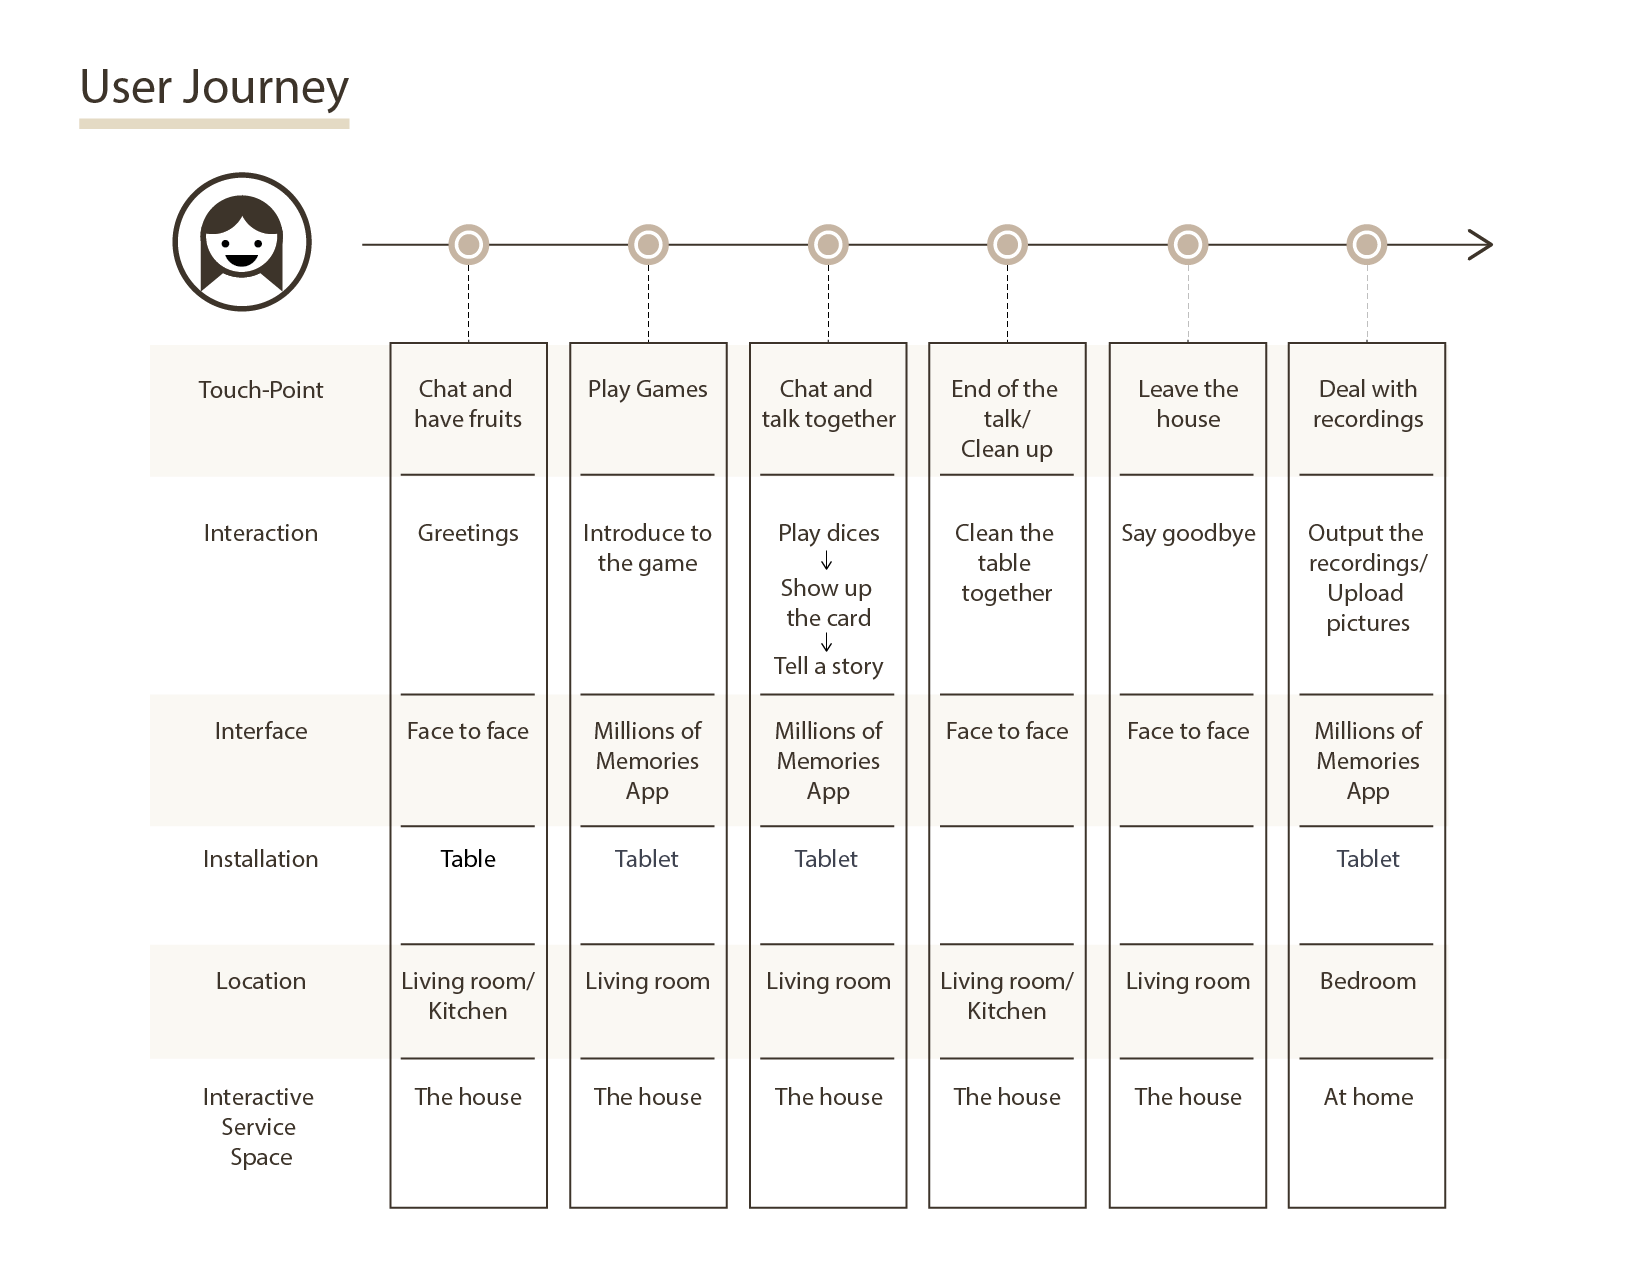 User Journey
Touch-Point
Chat and
have fruits
Play Games
Chat and
talk together
End of the
talk/
Clean up
Leave the
house
Deal with
recordings
Interaction
Greetings
Introduce to
the game
Play dices
Show up
the card
Tell a story
Clean the
table
together
Say goodbye
Output the
recordings/
Upload
pictures
Interface
Face to face
Millions of
Memories
App
Millions of
Memories
App
Face to face
Face to face
Millions of
Memories
App
Installation
Table
Tablet
Tablet
Tablet
Location
Living room/
Kitchen
Living room
Living room
Living room/
Kitchen
Living room
Bedroom
Interactive
Service
Space
The house
The house
The house
The house
The house
At home